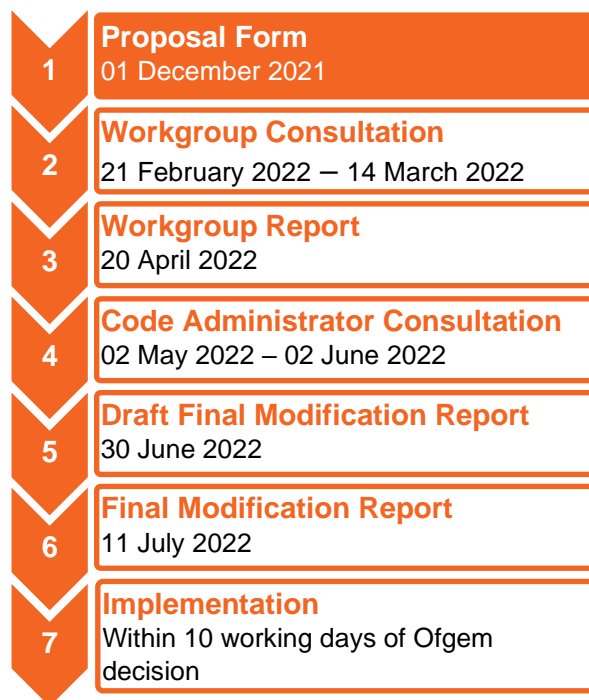 1
Proposal Form
01 December 2021
2
Workgroup Consultation
21 February 2022 – 14 March 2022
3
Workgroup Report
20 April 2022
4
Code Administrator Consultation
02 May 2022 – 02 June 2022
5
Draft Final Modification Report
30 June 2022
6
Final Modification Report
11 July 2022
7
Implementation
Within 10 working days of Ofgem
decision